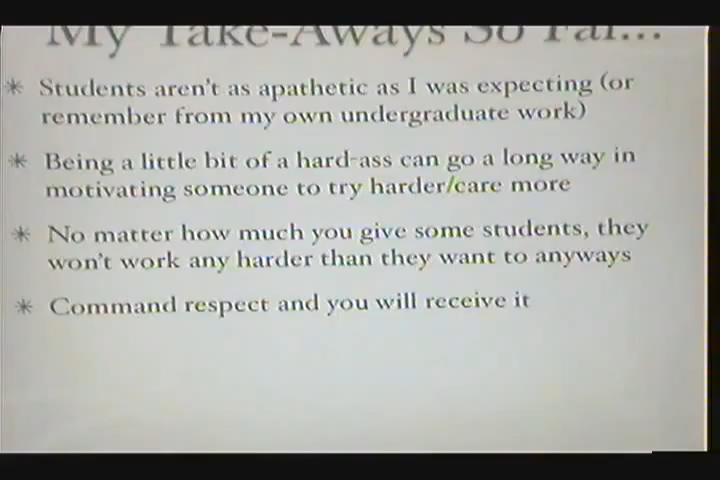 My Take-Aways So Far...
* Students aren't as apathetic as I was expecting (or
remember from my own undergraduate work)
* Being a little bit of a hard-ass can go a long way in
motivating someone to try harder/care more
* No matter how much you give some students, they
won't work any harder than they want to anyways
* Command respect and you will receive it